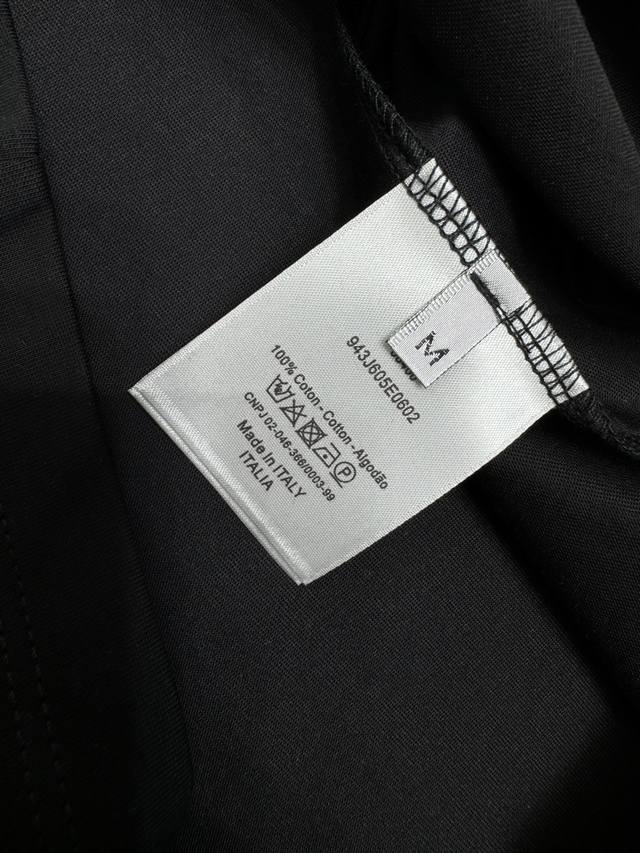 M
943J605E0602
100% Coton - Cotton - Algodão
CNPJ 02-046-366/0003-99
Made in ITALY
ITALIA